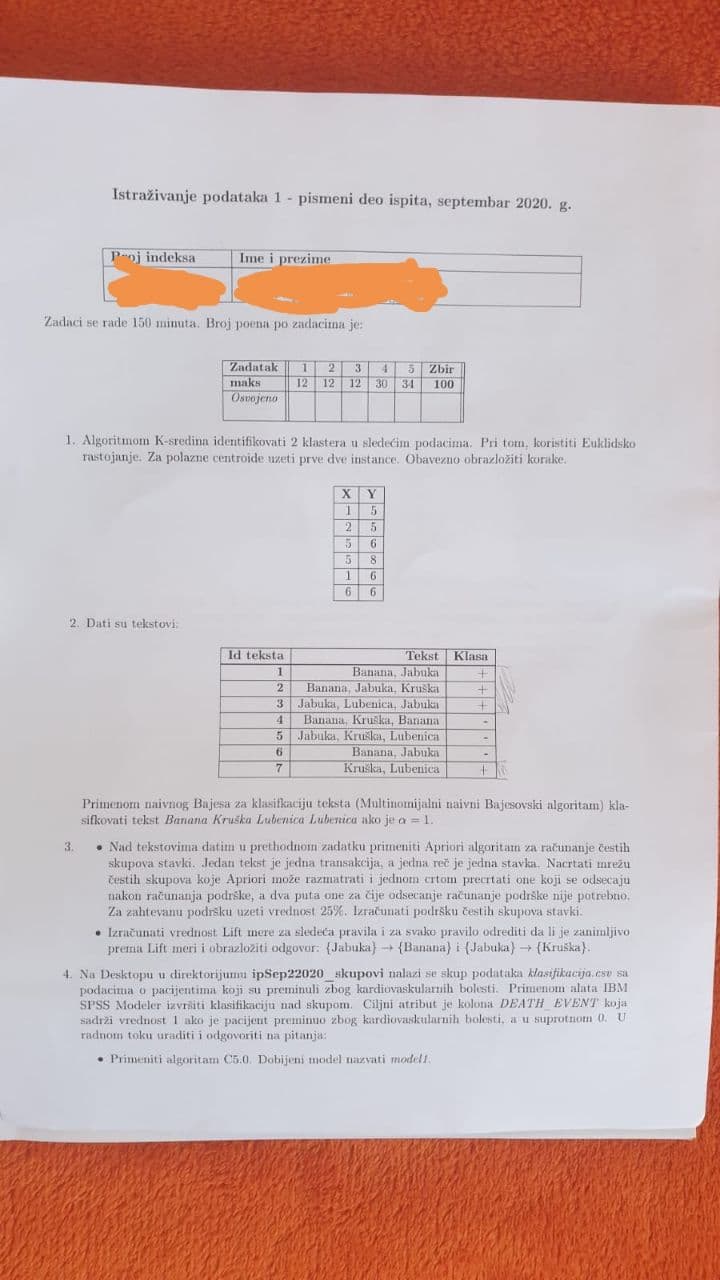 Istraživanje podataka 1 - pismeni deo ispita, septembar 2020. g.
Broj indeksa Ime i prezime
Zadaci se rade 150 minuta. Broj poena po zadacima je:
Zadatak 1 2 3 4 5 Zbir
maks 12 12 12 30 34 100
Osvojeno
1. Algoritmom K-sredina identifikovati 2 klastera u sledećim podacima. Pri tom, koristiti Euklidsko
rastojanje. Za polazne centroide uzeti prve dve instance. Obavezno obrazložiti korake.
X Y
1 5
2 5
5 6
5 8
1 6
6 6
2. Dati su tekstovi:
Id teksta Tekst Klasa
1 Banana, Jabuka +
2 Banana, Jabuka, Kruška +
3 Jabuka, Lubenica, Jabuka +
4 Banana, Kruška, Banana -
5 Jabuka, Kruška, Lubenica -
6 Banana, Jabuka -
7 Kruška, Lubenica +
Primenom naivnog Bajesa za klasifkaciju teksta (Multinomijalni naivni Bajesovski algoritam) kla-
sifkovati tekst Banana Kruška Lubenica Lubenica ako je α = 1.
3. • Nad tekstovima datim u prethodnom zadatku primeniti Apriori algoritam za računanje čestih
skupova stavki. Jedan tekst je jedna transakcija, a jedna reč je jedna stavka. Nacrtati mrežu
čestih skupova koje Apriori može razmatrati i jednom crtom precrtati one koji se odsecaju
nakon računanja podrške, a dva puta one za čije odsecanje računanje podrške nije potrebno.
Za zahtevanu podršku uzeti vrednost 25%. Izračunati podršku čestih skupova stavki.
• Izračunati vrednost Lift mere za sledeća pravila i za svako pravilo odrediti da li je zanimljivo
prema Lift meri i obrazložiti odgovor: {Jabuka} → {Banana} i {Jabuka} → {Kruška}.
4. Na Desktopu u direktorijumu ipSep22020_skupovi nalazi se skup podataka klasifikacija.csv sa
podacima o pacijentima koji su preminuli zbog kardiovaskularnih bolesti. Primenom alata IBM
SPSS Modeler izvršiti klasifikaciju nad skupom. Ciljni atribut je kolona DEATH_EVENT koja
sadrži vrednost 1 ako je pacijent preminuo zbog kardiovaskularnih bolesti, a u suprotnom 0. U
radnom toku uraditi i odgovoriti na pitanja:
• Primeniti algoritam C5.0. Dobijeni model nazvati model1.